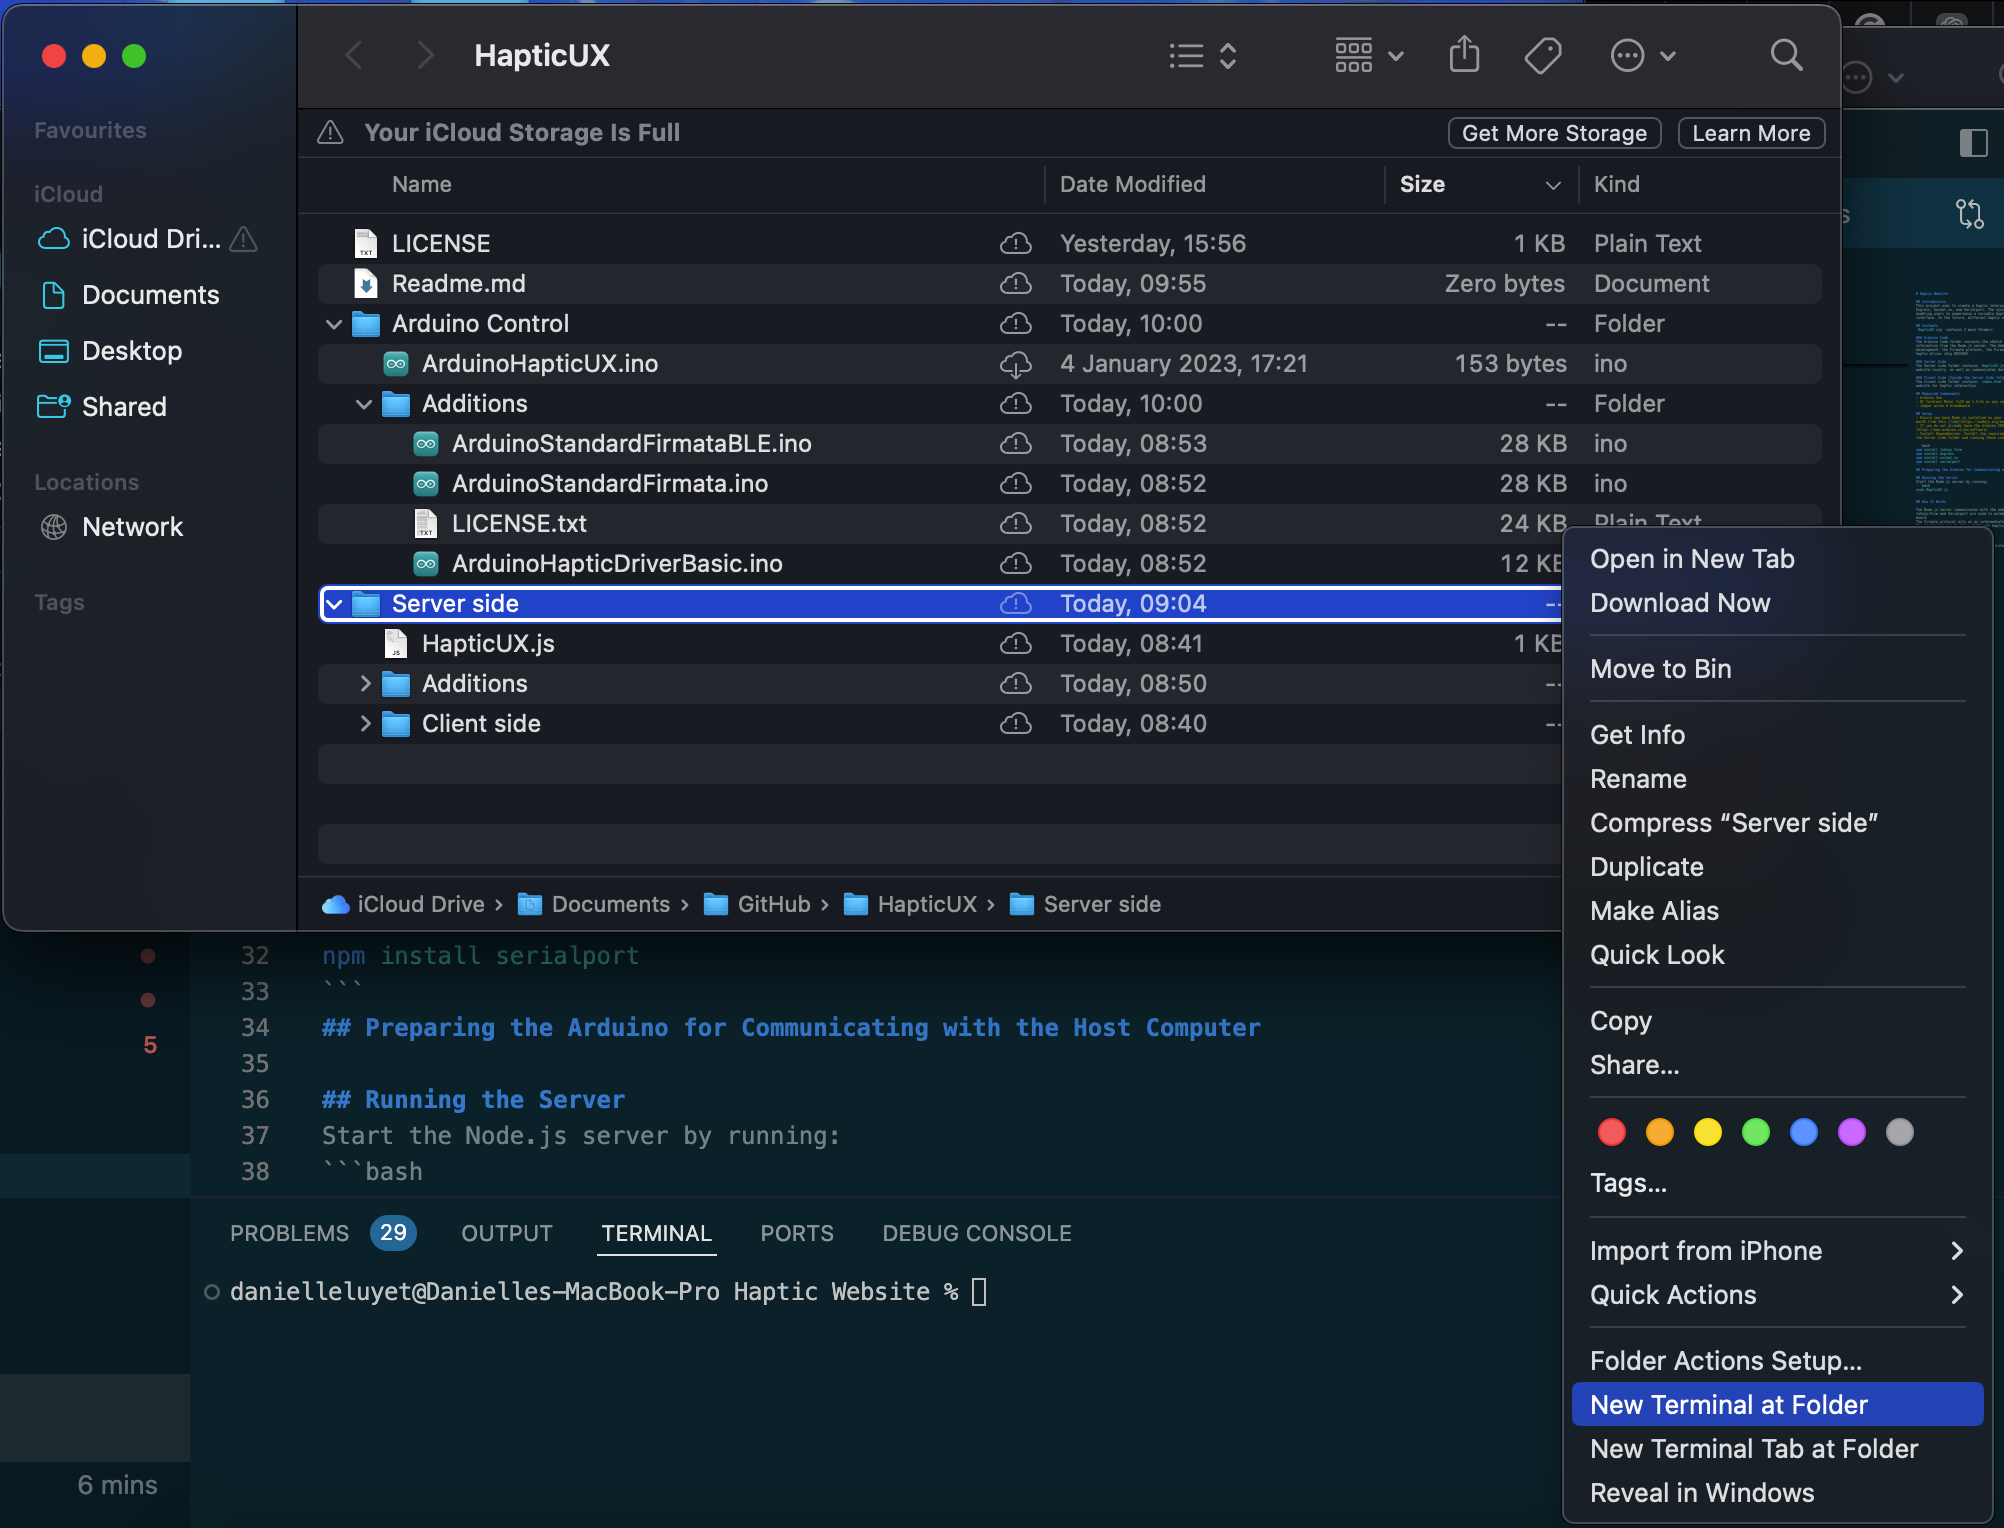 HapticUX
Favourites
iCloud
iCloud Dri...
Documents
Desktop
Shared
Locations
Network
Tags
Your iCloud Storage Is Full
Get More Storage
Learn More
Name Date Modified Size Kind
LICENSE Yesterday, 15:56 1 KB Plain Text
Readme.md Today, 09:55 Zero bytes Document
Arduino Control Today, 10:00 -- Folder
ArduinoHapticUX.ino 4 January 2023, 17:21 153 bytes ino
Additions Today, 10:00 -- Folder
ArduinoStandardFirmataBLE.ino Today, 08:53 28 KB ino
ArduinoStandardFirmata.ino Today, 08:52 28 KB ino
LICENSE.txt Today, 08:52 24 KB Plain Text
ArduinoHapticDriverBasic.ino Today, 08:52 12 KB
Server side Today, 09:04 --
HapticUX.js Today, 08:41 1 KB
Additions Today, 08:50 --
Client side Today, 08:40 --
iCloud Drive › Documents › GitHub › HapticUX › Server side
Open in New Tab
Download Now
Move to Bin
Get Info
Rename
Compress “Server side”
Duplicate
Make Alias
Quick Look
Copy
Share...
Tags...
Import from iPhone
Quick Actions
Folder Actions Setup...
New Terminal at Folder
New Terminal Tab at Folder
Reveal in Windows
32 npm install serialport
33 ```
34 ## Preparing the Arduino for Communicating with the Host Computer
35
36 ## Running the Server
37 Start the Node.js server by running:
38 ```bash
5
6 mins
PROBLEMS 29 OUTPUT TERMINAL PORTS DEBUG CONSOLE
danielleluyet@Danielles-MacBook-Pro Haptic Website %